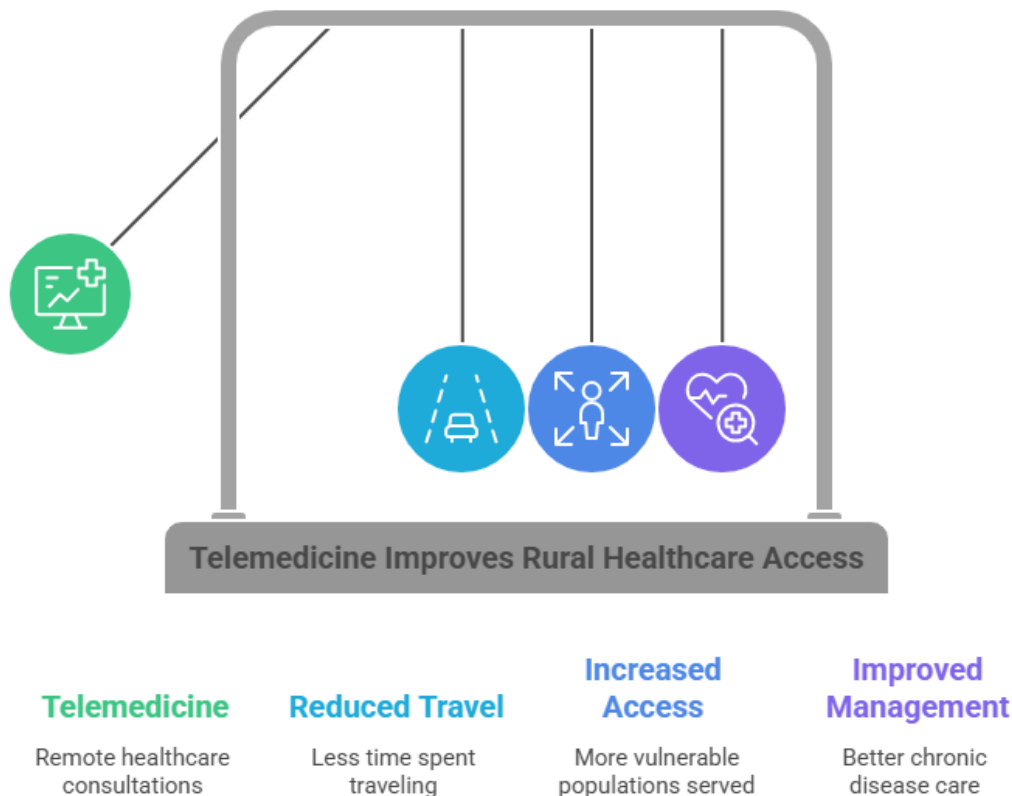 Telemedicine Improves Rural Healthcare Access
Telemedicine
Remote healthcare
consultations
Reduced Travel
Less time spent
traveling
Increased
Access
More vulnerable
populations served
Improved
Management
Better chronic
disease care